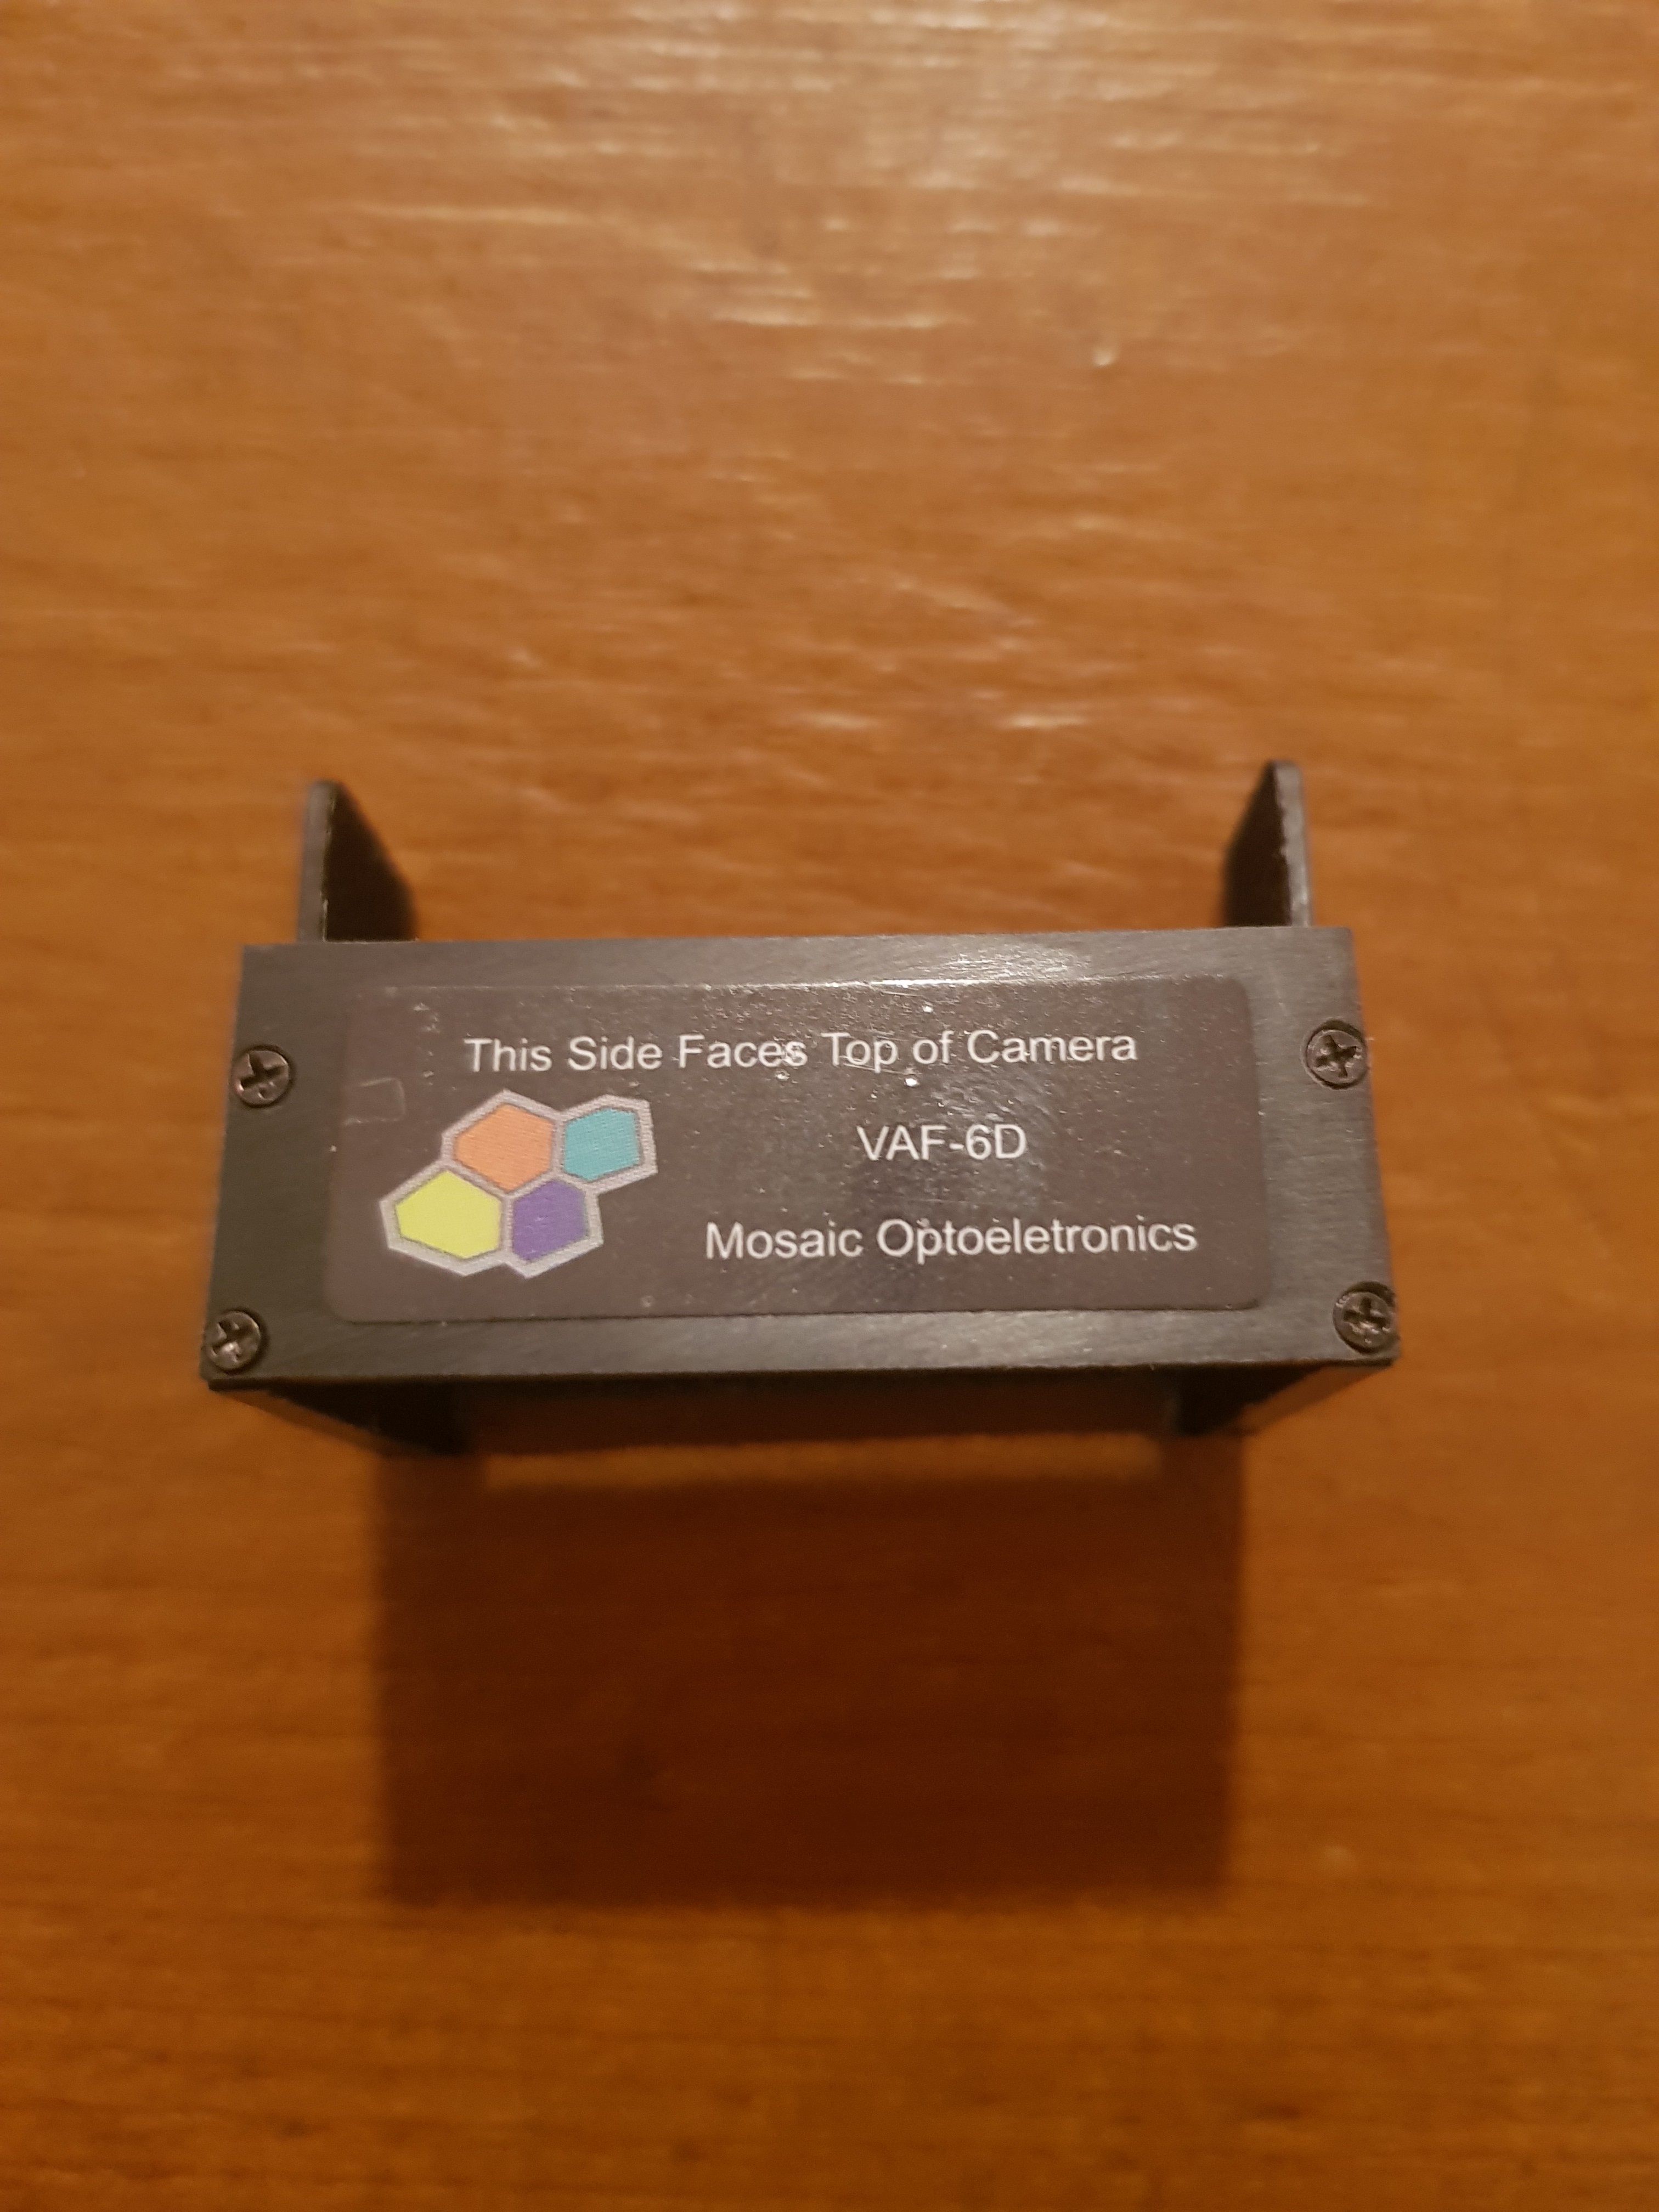 This Side Faces Top of Camera
VAF-6D
Mosaic Optoeletronics